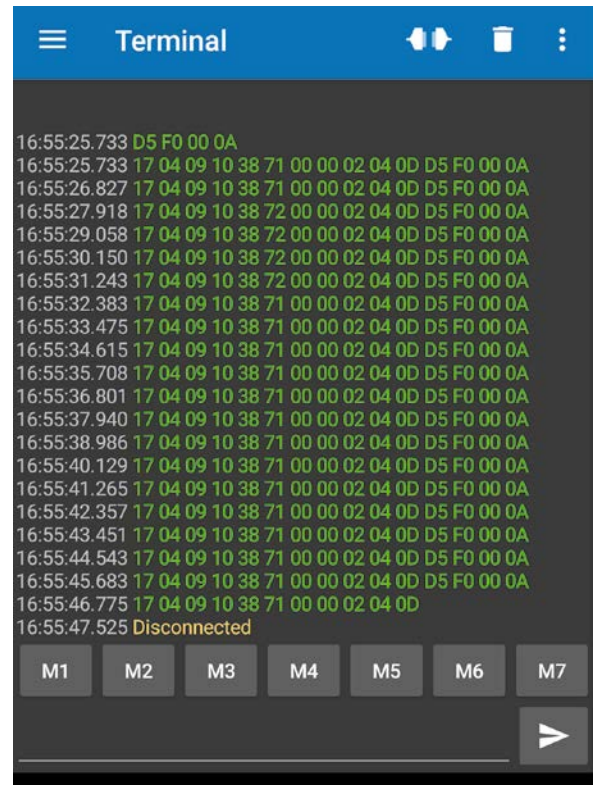 Terminal
16:55:25.733 D5 F0 00 0A
16:55:25.733 17 04 09 10 38 71 00 00 02 04 0D D5 F0 00 0A
16:55:26.827 17 04 09 10 38 71 00 00 02 04 0D D5 F0 00 0A
16:55:27.918 17 04 09 10 38 72 00 00 02 04 0D D5 F0 00 0A
16:55:29.058 17 04 09 10 38 72 00 00 02 04 0D D5 F0 00 0A
16:55:30.150 17 04 09 10 38 72 00 00 02 04 0D D5 F0 00 0A
16:55:31.243 17 04 09 10 38 72 00 00 02 04 0D D5 F0 00 0A
16:55:32.383 17 04 09 10 38 71 00 00 02 04 0D D5 F0 00 0A
16:55:33.475 17 04 09 10 38 71 00 00 02 04 0D D5 F0 00 0A
16:55:34.615 17 04 09 10 38 71 00 00 02 04 0D D5 F0 00 0A
16:55:35.708 17 04 09 10 38 71 00 00 02 04 0D D5 F0 00 0A
16:55:36.801 17 04 09 10 38 71 00 00 02 04 0D D5 F0 00 0A
16:55:37.940 17 04 09 10 38 71 00 00 02 04 0D D5 F0 00 0A
16:55:38.986 17 04 09 10 38 71 00 00 02 04 0D D5 F0 00 0A
16:55:40.129 17 04 09 10 38 71 00 00 02 04 0D D5 F0 00 0A
16:55:41.265 17 04 09 10 38 71 00 00 02 04 0D D5 F0 00 0A
16:55:42.357 17 04 09 10 38 71 00 00 02 04 0D D5 F0 00 0A
16:55:43.451 17 04 09 10 38 71 00 00 02 04 0D D5 F0 00 0A
16:55:44.543 17 04 09 10 38 71 00 00 02 04 0D D5 F0 00 0A
16:55:45.683 17 04 09 10 38 71 00 00 02 04 0D D5 F0 00 0A
16:55:46.775 17 04 09 10 38 71 00 00 02 04 0D
16:55:47.525 Disconnected
M1 M2 M3 M4 M5 M6 M7